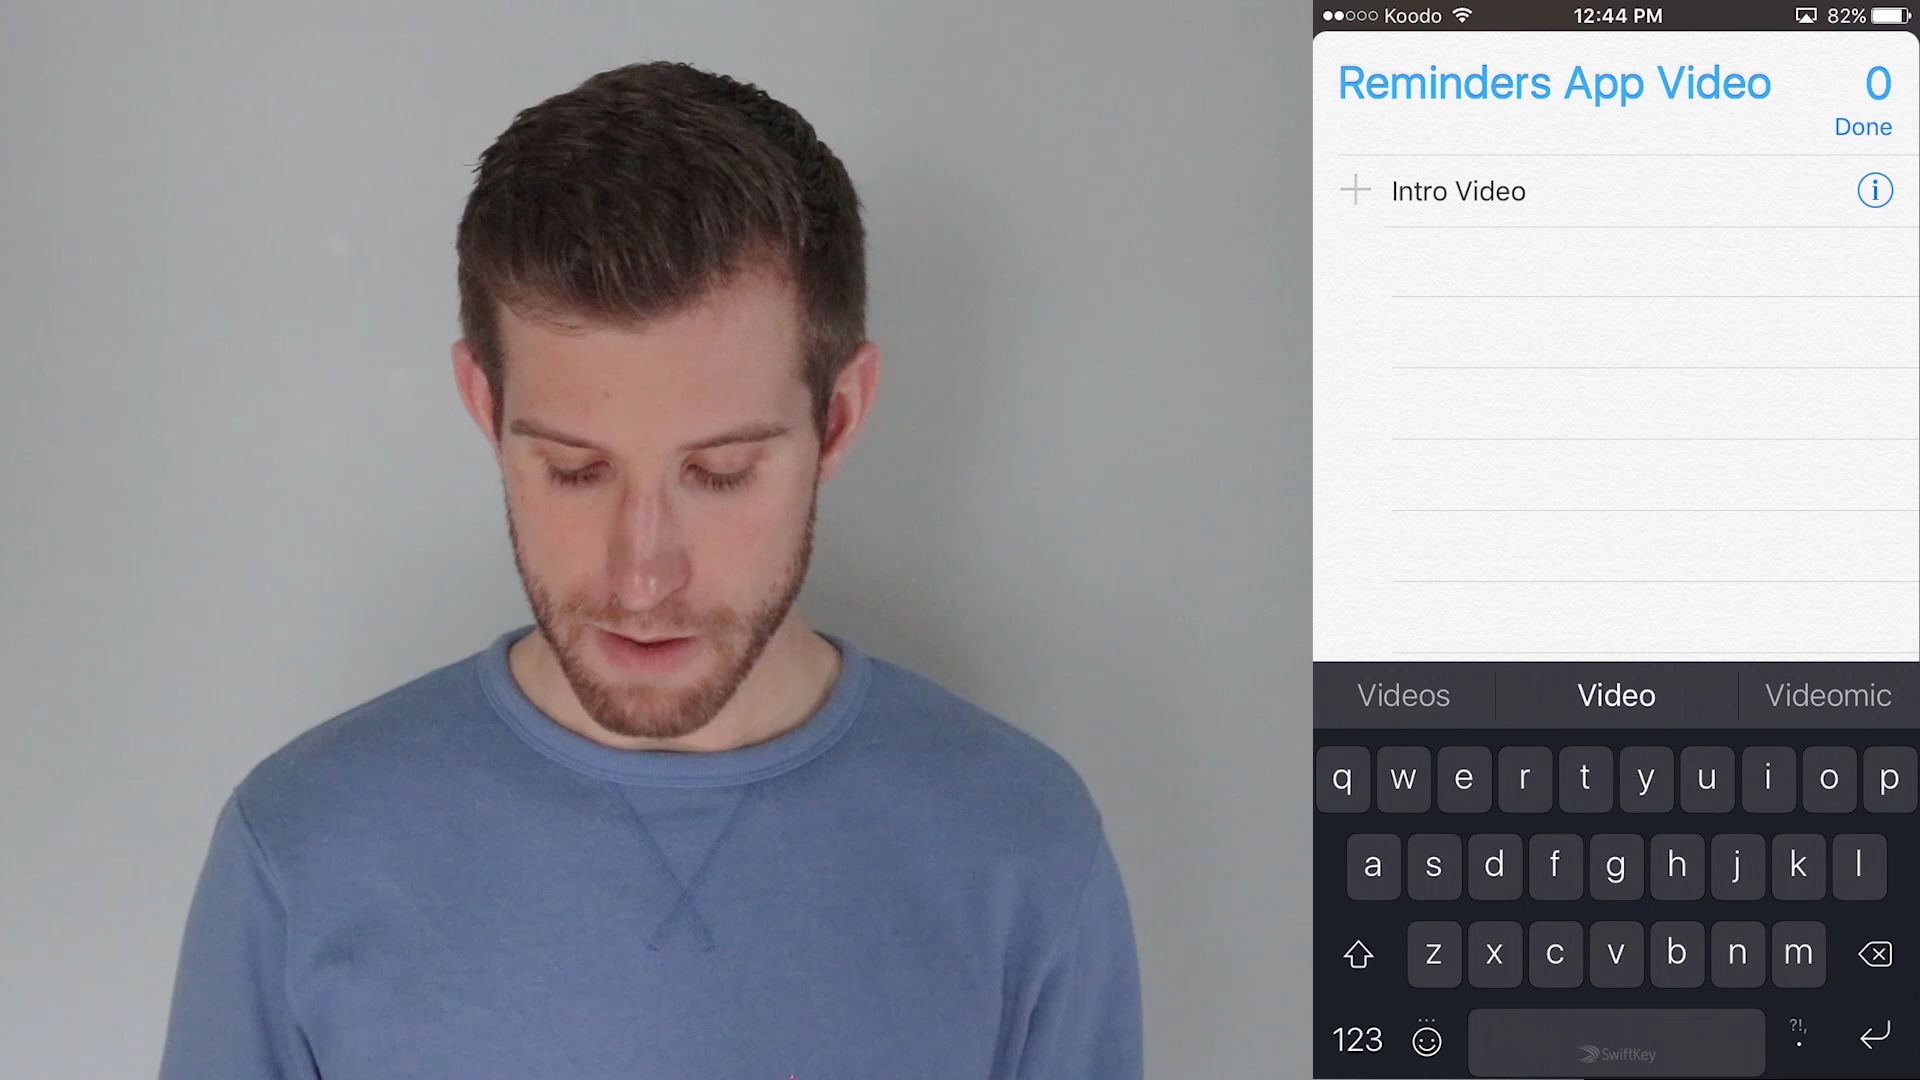 Koodo 12:44 PM 82%
Reminders App Video 0
Done
Intro Video i
Videos Video Videomic
q w e r t y u i o p
a s d f g h j k l
z x c v b n m
123 ?!, .
SwiftKey